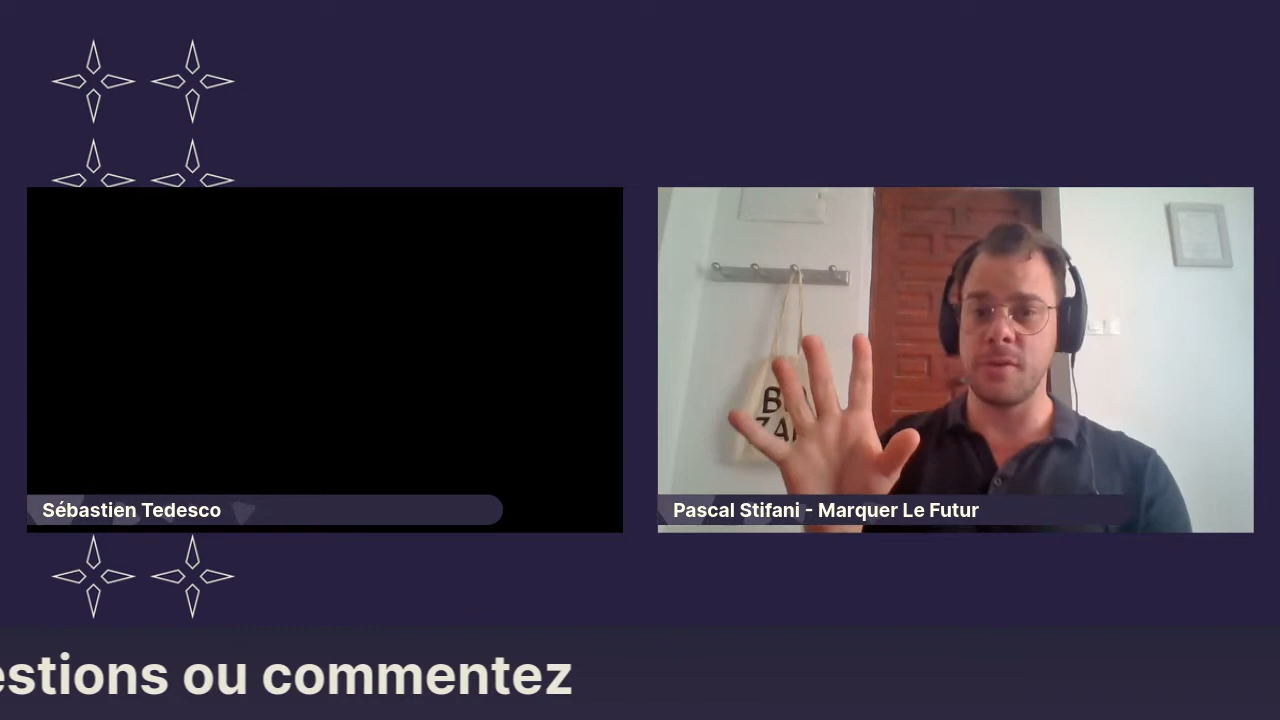 Sébastien Tedesco
Pascal Stifani - Marquer Le Futur
estions ou commentez